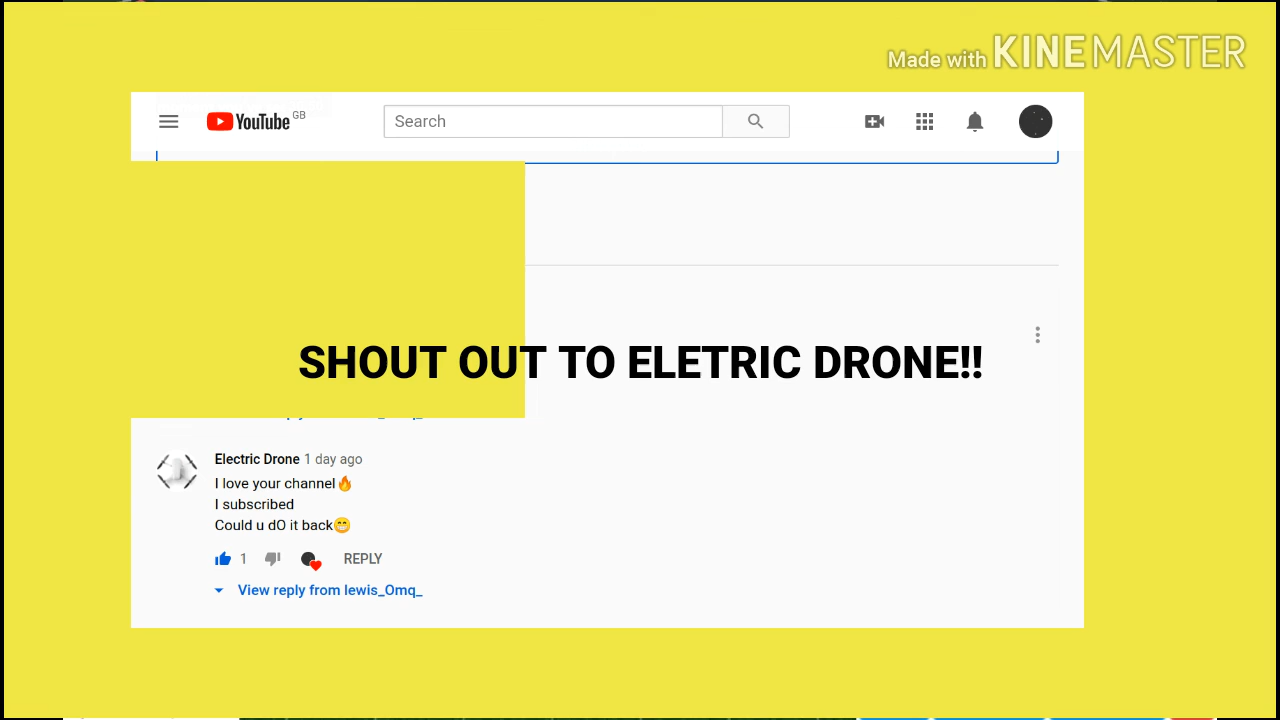 Made with KINEMASTER
YouTube GB
Search
SHOUT OUT TO ELETRIC DRONE!!
Electric Drone 1 day ago
I love your channel🔥
I subscribed
Could u dO it back😁
1 REPLY
View reply from lewis_Omq_